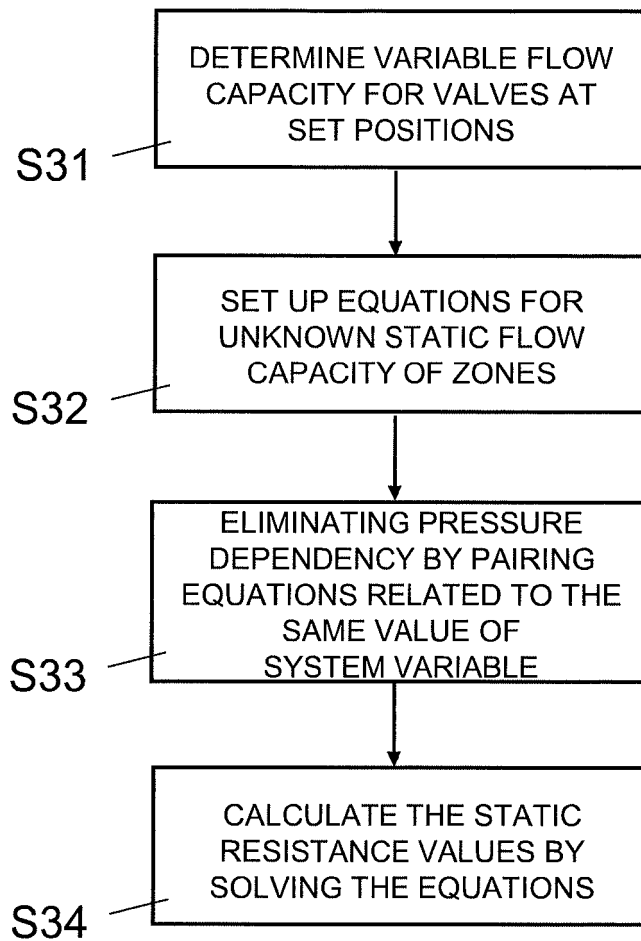 DETERMINE VARIABLE FLOW
CAPACITY FOR VALVES AT
SET POSITIONS
S31
SET UP EQUATIONS FOR
UNKNOWN STATIC FLOW
CAPACITY OF ZONES
S32
ELIMINATING PRESSURE
DEPENDENCY BY PAIRING
EQUATIONS RELATED TO THE
SAME VALUE OF
SYSTEM VARIABLE
S33
CALCULATE THE STATIC
RESISTANCE VALUES BY
SOLVING THE EQUATIONS
S34